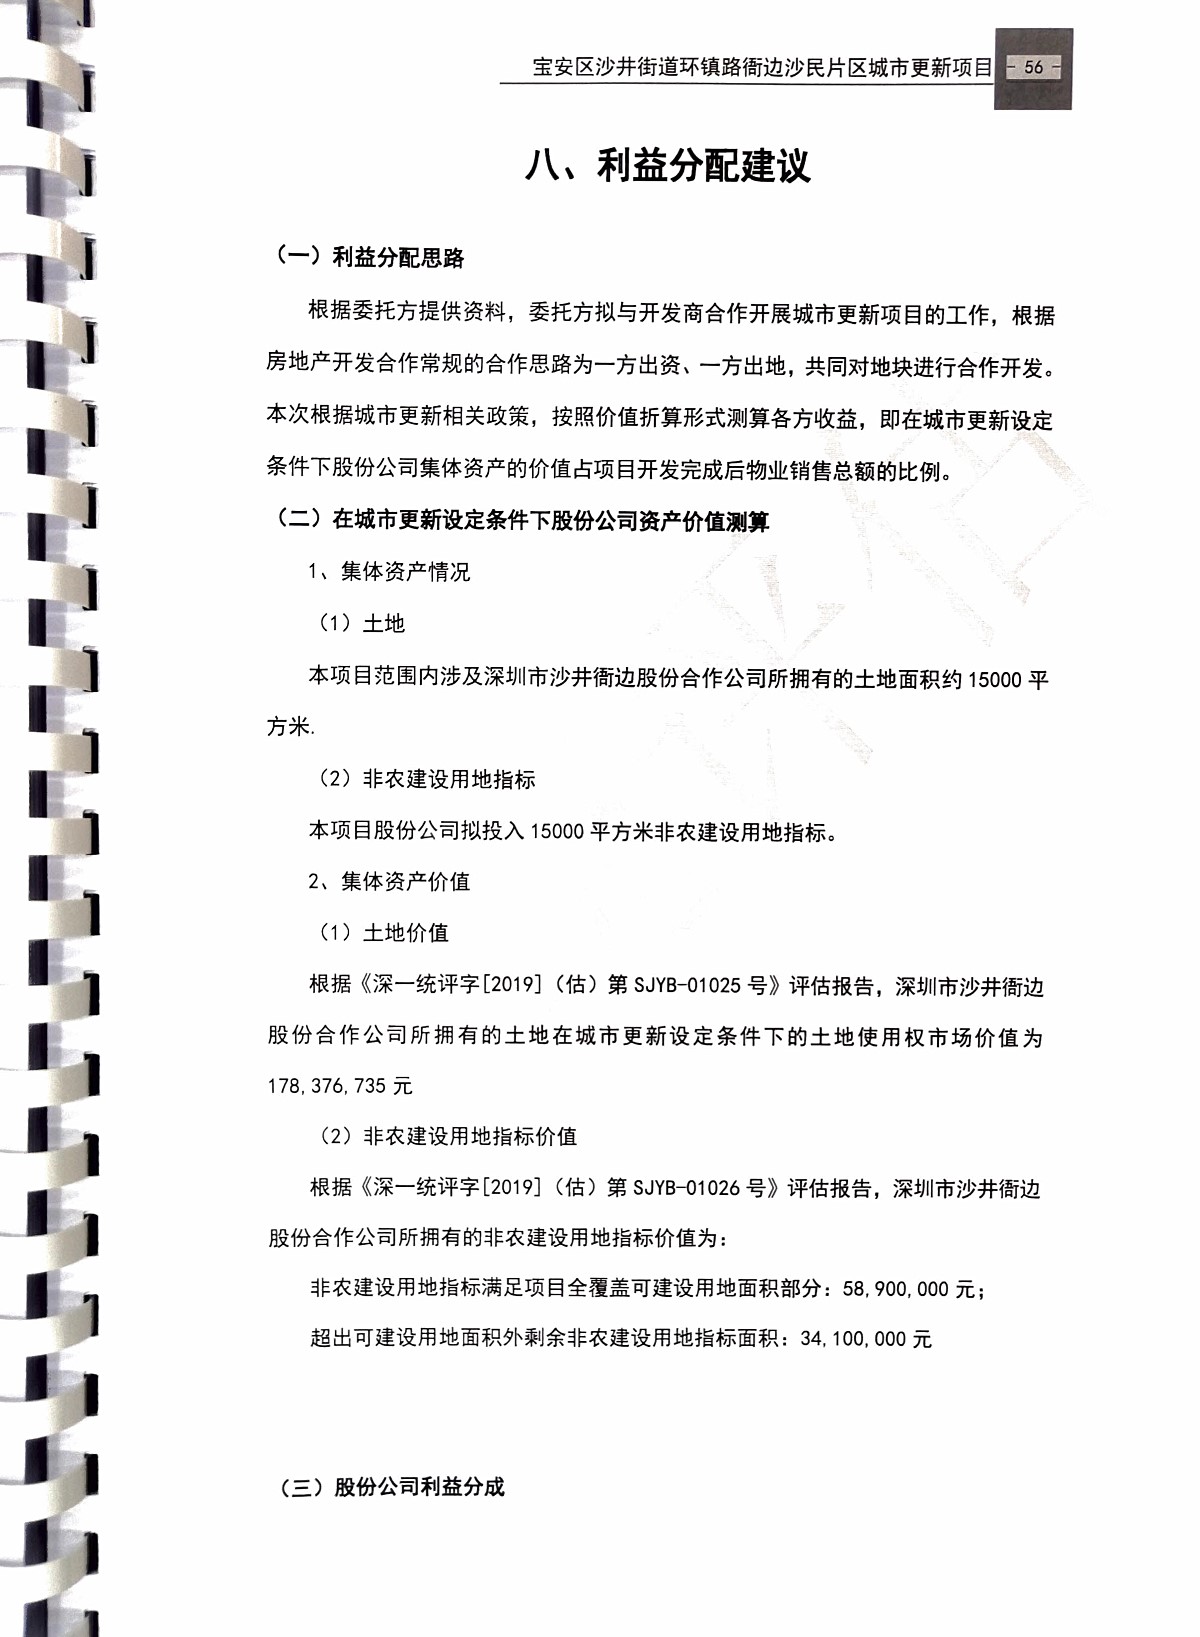 宝安区沙井街道环镇路衙边沙民片区城市更新项目 - 56 -
八、利益分配建议
（一）利益分配思路
根据委托方提供资料，委托方拟与开发商合作开展城市更新项目的工作，根据
房地产开发合作常规的合作思路为一方出资、一方出地，共同对地块进行合作开发。
本次根据城市更新相关政策，按照价值折算形式测算各方收益，即在城市更新设定
条件下股份公司集体资产的价值占项目开发完成后物业销售总额的比例。
（二）在城市更新设定条件下股份公司资产价值测算
1、集体资产情况
（1）土地
本项目范围内涉及深圳市沙井衙边股份合作公司所拥有的土地面积约 15000 平
方米.
（2）非农建设用地指标
本项目股份公司拟投入 15000 平方米非农建设用地指标。
2、集体资产价值
（1）土地价值
根据《深一统评字[2019]（估）第 SJYB-01025 号》评估报告，深圳市沙井衙边
股份合作公司所拥有的土地在城市更新设定条件下的土地使用权市场价值为
178,376,735 元
（2）非农建设用地指标价值
根据《深一统评字[2019]（估）第 SJYB-01026 号》评估报告，深圳市沙井衙边
股份合作公司所拥有的非农建设用地指标价值为：
非农建设用地指标满足项目全覆盖可建设用地面积部分：58,900,000 元；
超出可建设用地面积外剩余非农建设用地指标面积：34,100,000 元
（三）股份公司利益分成